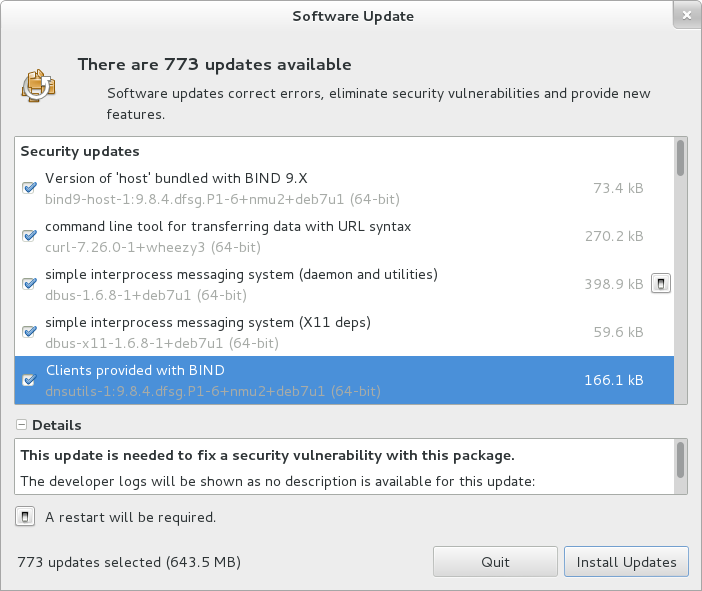 Software Update
There are 773 updates available
Software updates correct errors, eliminate security vulnerabilities and provide new
features.
Security updates
Version of 'host' bundled with BIND 9.X
73.4 kB
bind9-host-1:9.8.4.dfsg.P1-6+nmu2+deb7u1 (64-bit)
command line tool for transferring data with URL syntax
270.2 kB
curl-7.26.0-1+wheezy3 (64-bit)
simple interprocess messaging system (daemon and utilities)
398.9 kB
dbus-1.6.8-1+deb7u1 (64-bit)
simple interprocess messaging system (X11 deps)
59.6 kB
dbus-x11-1.6.8-1+deb7u1 (64-bit)
Clients provided with BIND
166.1 kB
dnsutils-1:9.8.4.dfsg.P1-6+nmu2+deb7u1 (64-bit)
Details
This update is needed to fix a security vulnerability with this package.
The developer logs will be shown as no description is available for this update:
A restart will be required.
773 updates selected (643.5 MB)
Quit
Install Updates